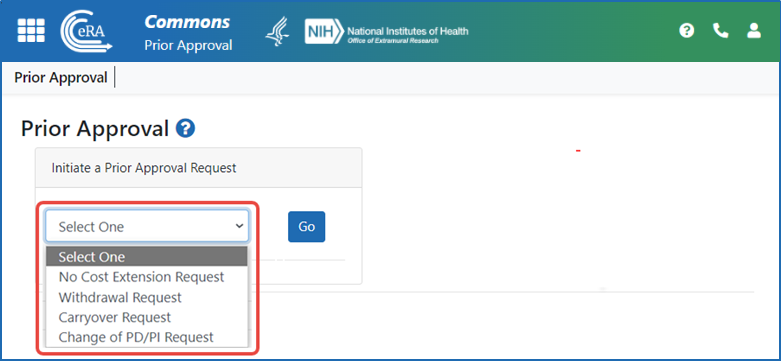 eRA
Commons
Prior Approval
NIH
National Institutes of Health
Office of Extramural Research
Prior Approval
Prior Approval ?
Initiate a Prior Approval Request
Select One
Go
Select One
No Cost Extension Request
Withdrawal Request
Carryover Request
Change of PD/PI Request